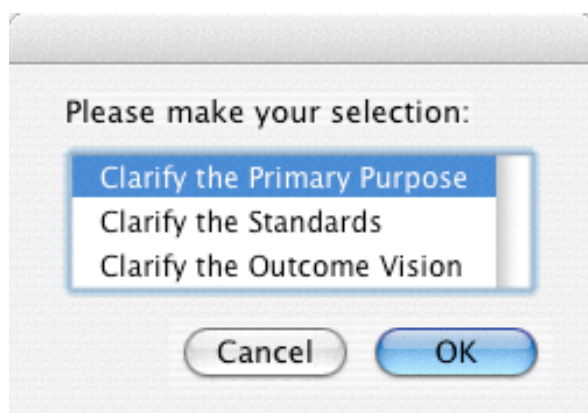 Please make your selection:
Clarify the Primary Purpose
Clarify the Standards
Clarify the Outcome Vision
Cancel OK